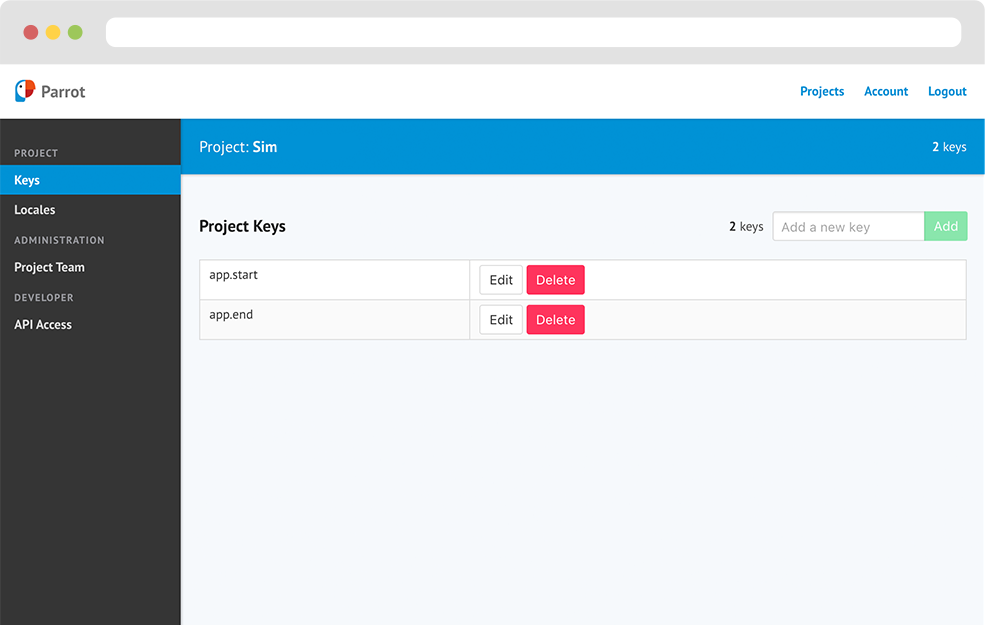 Parrot
Projects Account Logout
PROJECT
Keys
Locales
ADMINISTRATION
Project Team
DEVELOPER
API Access
Project: Sim
2 keys
Project Keys
2 keys
Add a new key
Add
app.start
Edit Delete
app.end
Edit Delete